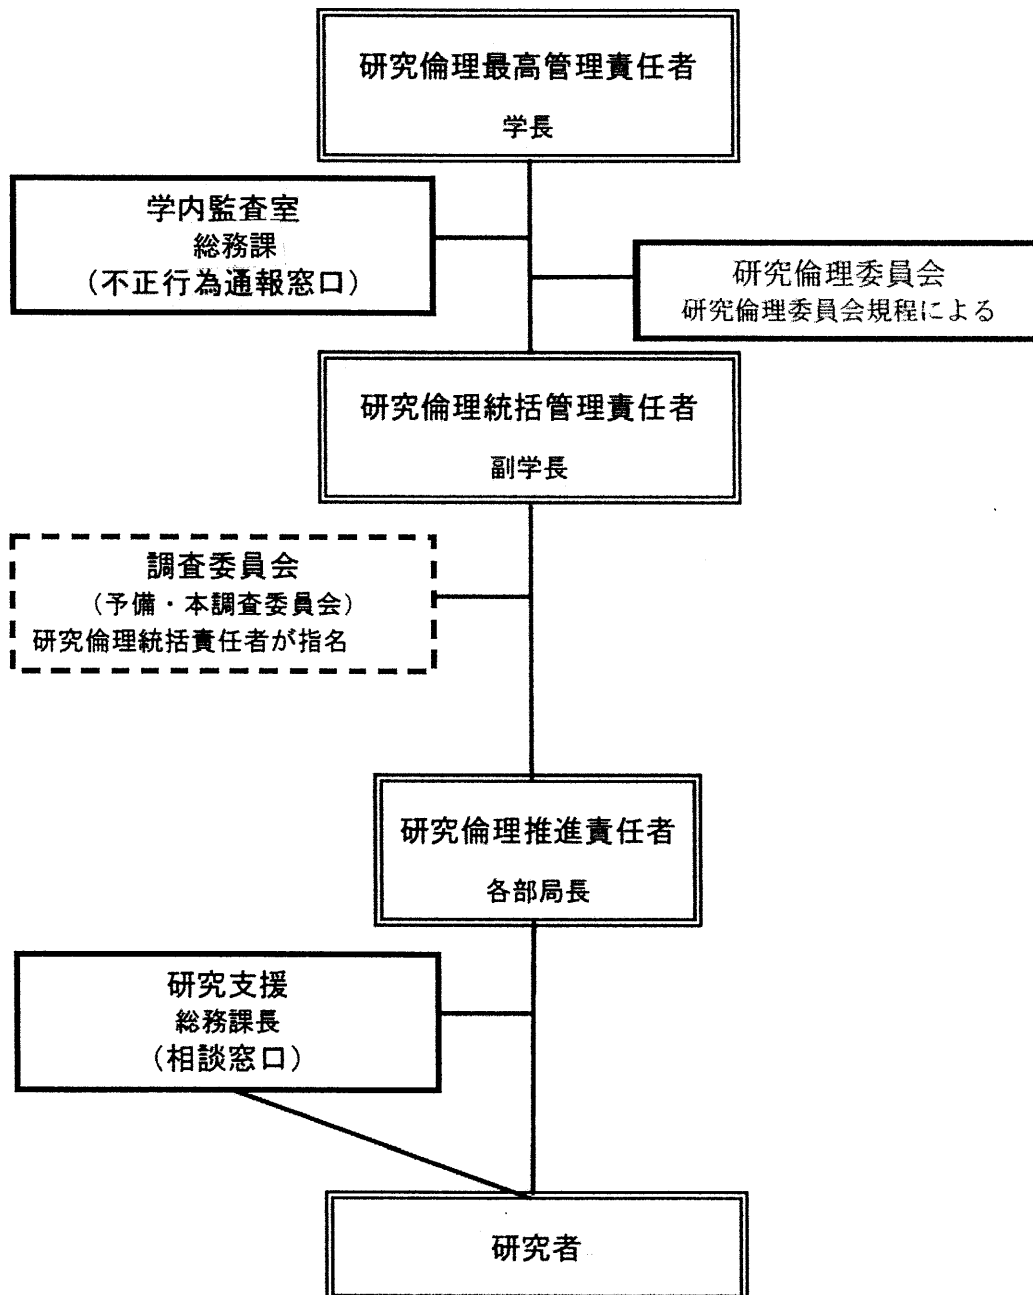 研究倫理最高管理責任者
学長
学内監査室
総務課
（不正行為通報窓口）
研究倫理委員会
研究倫理委員会規程による
研究倫理統括管理責任者
副学長
調査委員会
（予備・本調査委員会）
研究倫理統括責任者が指名
研究倫理推進責任者
各部局長
研究支援
総務課長
（相談窓口）
研究者